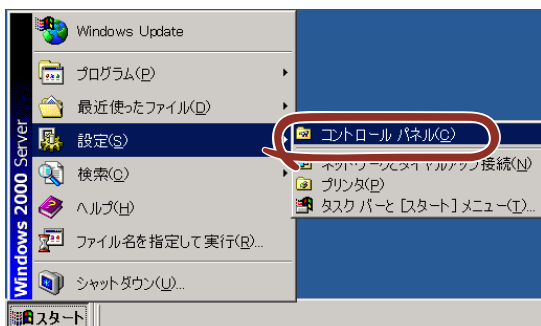 Windows Update
プログラム(P)
最近使ったファイル(D)
設定(S)
検索(C)
ヘルプ(H)
ファイル名を指定して実行(R)...
シャットダウン(U)...
Windows 2000 Server
コントロール パネル(C)
ネットワークとダイヤルアップ接続(N)
プリンタ(P)
タスク バーと [スタート] メニュー(T)...
スタート